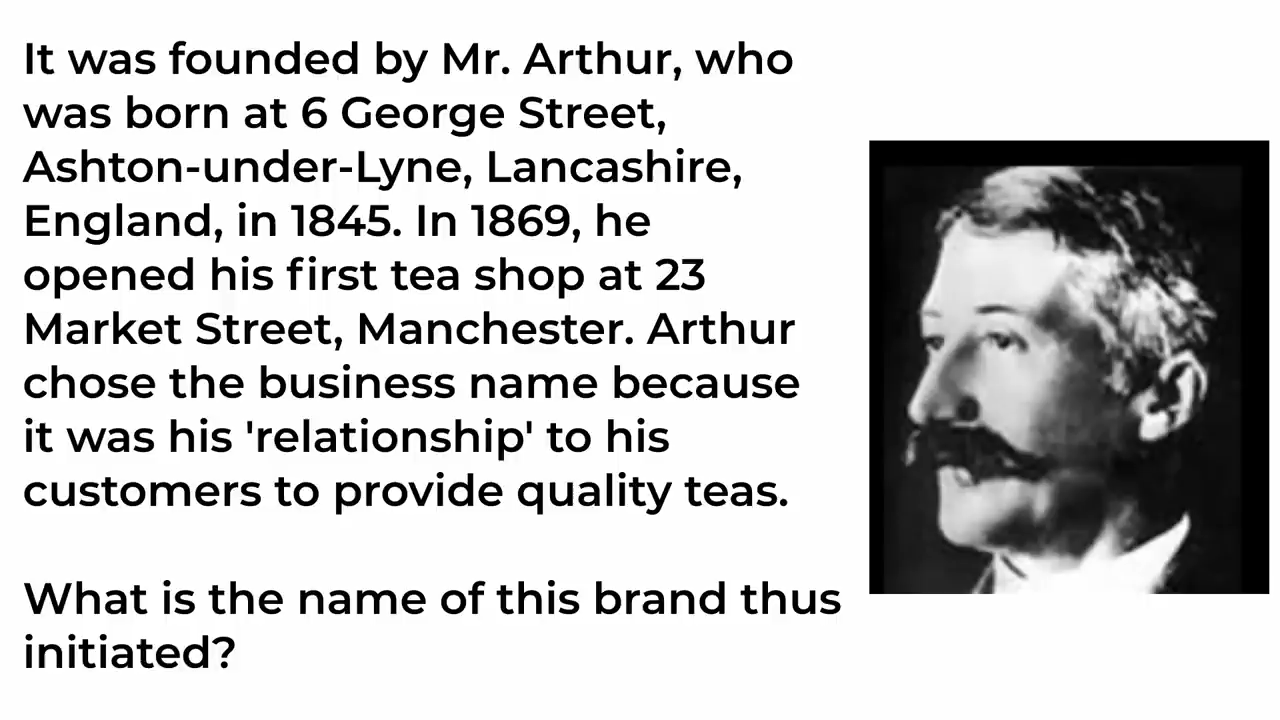 It was founded by Mr. Arthur, who
was born at 6 George Street,
Ashton-under-Lyne, Lancashire,
England, in 1845. In 1869, he
opened his first tea shop at 23
Market Street, Manchester. Arthur
chose the business name because
it was his 'relationship' to his
customers to provide quality teas.
What is the name of this brand thus
initiated?